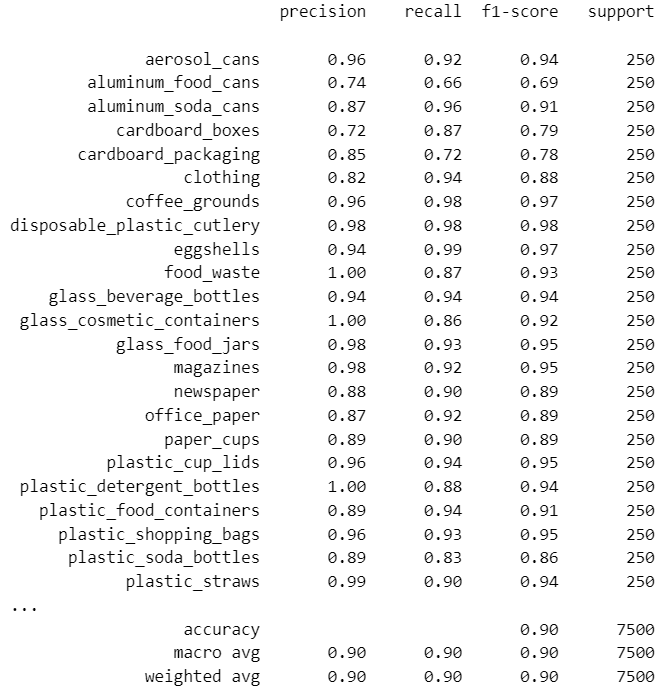 precision recall f1-score support
aerosol_cans 0.96 0.92 0.94 250
aluminum_food_cans 0.74 0.66 0.69 250
aluminum_soda_cans 0.87 0.96 0.91 250
cardboard_boxes 0.72 0.87 0.79 250
cardboard_packaging 0.85 0.72 0.78 250
clothing 0.82 0.94 0.88 250
coffee_grounds 0.96 0.98 0.97 250
disposable_plastic_cutlery 0.98 0.98 0.98 250
eggshells 0.94 0.99 0.97 250
food_waste 1.00 0.87 0.93 250
glass_beverage_bottles 0.94 0.94 0.94 250
glass_cosmetic_containers 1.00 0.86 0.92 250
glass_food_jars 0.98 0.93 0.95 250
magazines 0.98 0.92 0.95 250
newspaper 0.88 0.90 0.89 250
office_paper 0.87 0.92 0.89 250
paper_cups 0.89 0.90 0.89 250
plastic_cup_lids 0.96 0.94 0.95 250
plastic_detergent_bottles 1.00 0.88 0.94 250
plastic_food_containers 0.89 0.94 0.91 250
plastic_shopping_bags 0.96 0.93 0.95 250
plastic_soda_bottles 0.89 0.83 0.86 250
plastic_straws 0.99 0.90 0.94 250
...
accuracy 0.90 7500
macro avg 0.90 0.90 0.90 7500
weighted avg 0.90 0.90 0.90 7500